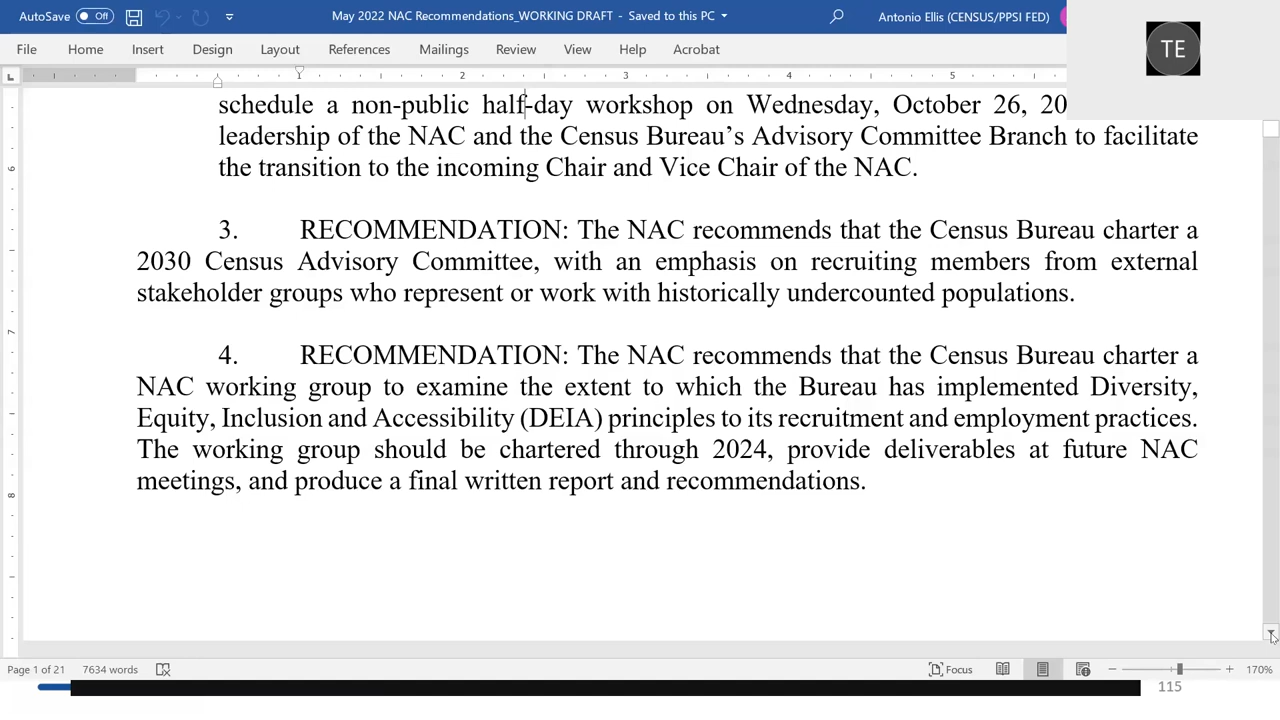 AutoSave Off May 2022 NAC Recommendations_WORKING DRAFT - Saved to this PC Antonio Ellis (CENSUS/PPSI FED)
TE
File Home Insert Design Layout References Mailings Review View Help Acrobat
1 2 3 4 5
schedule a non-public half-day workshop on Wednesday, October 26, 20
leadership of the NAC and the Census Bureau’s Advisory Committee Branch to facilitate
the transition to the incoming Chair and Vice Chair of the NAC.
3. RECOMMENDATION: The NAC recommends that the Census Bureau charter a
2030 Census Advisory Committee, with an emphasis on recruiting members from external
stakeholder groups who represent or work with historically undercounted populations.
4. RECOMMENDATION: The NAC recommends that the Census Bureau charter a
NAC working group to examine the extent to which the Bureau has implemented Diversity,
Equity, Inclusion and Accessibility (DEIA) principles to its recruitment and employment practices.
The working group should be chartered through 2024, provide deliverables at future NAC
meetings, and produce a final written report and recommendations.
6
7
8
Page 1 of 21 7634 words Focus 170%
115